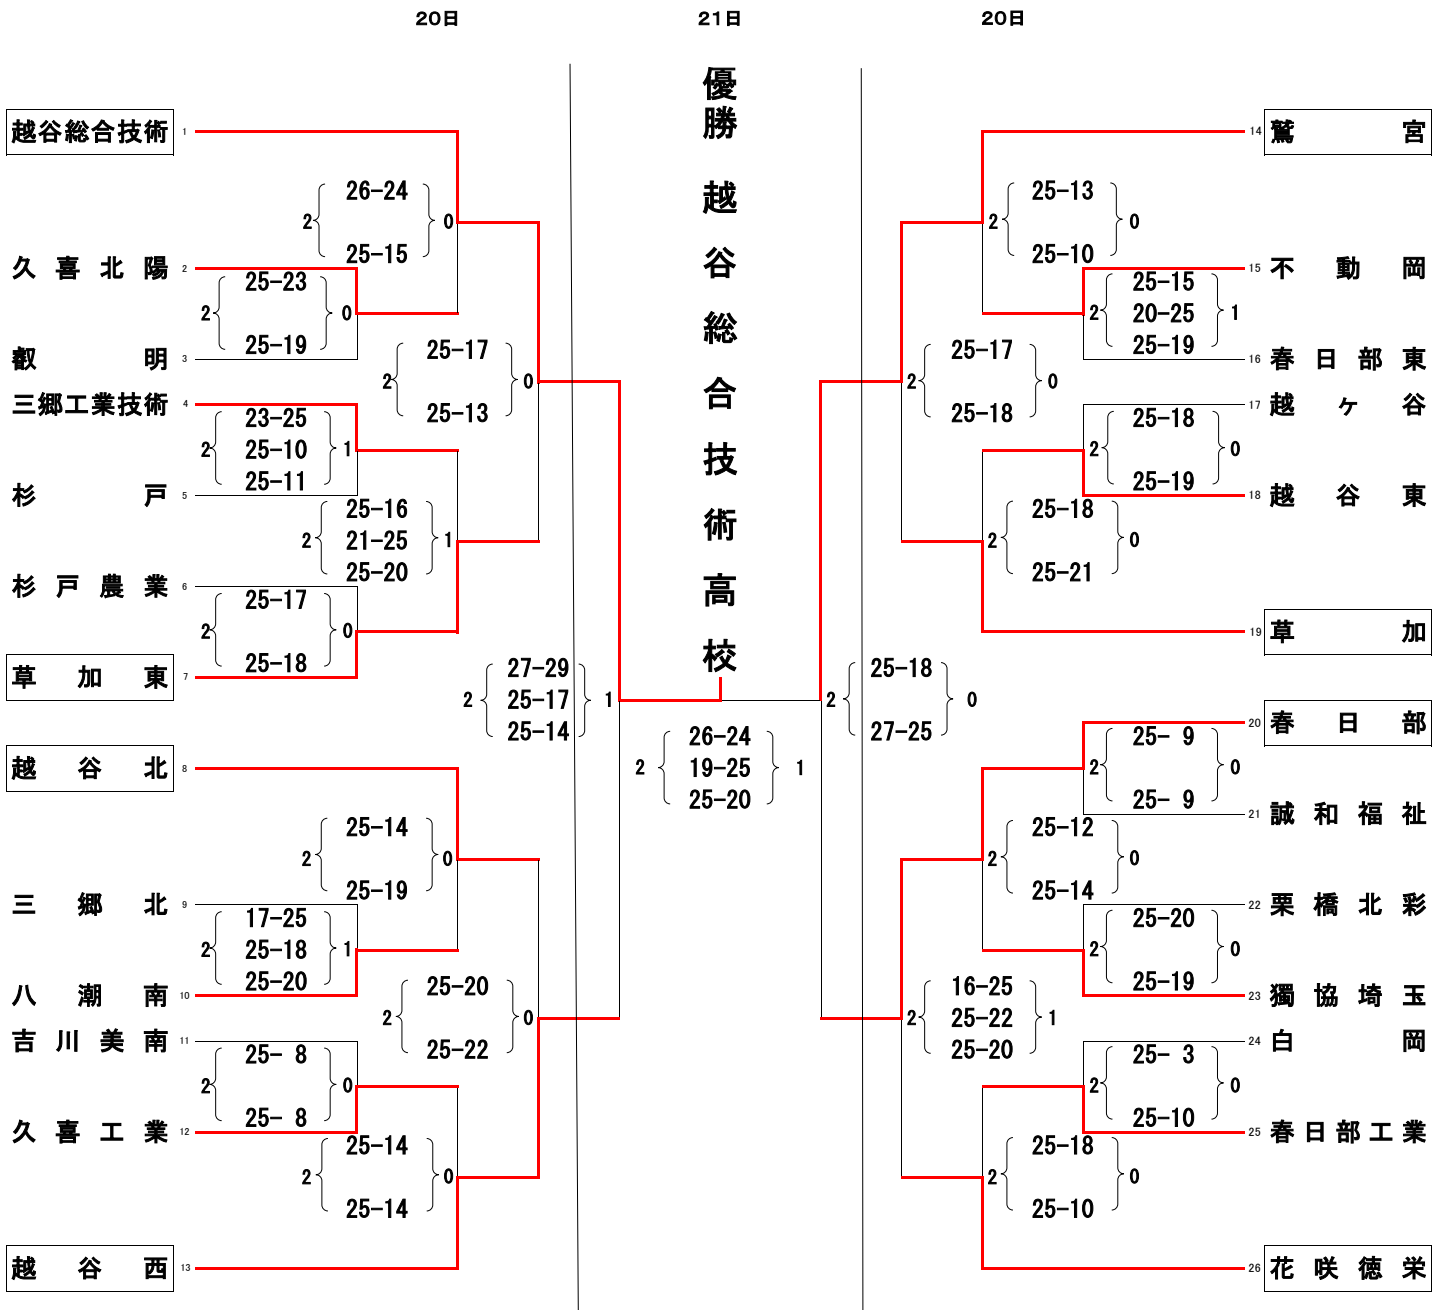 20日
21日
20日
優勝 越谷総合技術高校
越谷総合技術 1
26-24
2 0
25-15
久喜北陽 2
25-23
2 0
25-19
叡明 3
25-17
2 0
25-13
三郷工業技術 4
23-25
2 25-10 1
25-11
杉戸 5
25-16
2 21-25 1
25-20
杉戸農業 6
25-17
2 0
25-18
草加東 7
27-29
2 25-17 1
25-14
越谷北 8
25-14
2 0
25-19
三郷北 9
17-25
2 25-18 1
25-20
八潮南 10
25-20
2 0
25-22
吉川美南 11
25- 8
2 0
25- 8
久喜工業 12
25-14
2 0
25-14
越谷西 13
26-24
2 19-25 1
25-20
14 鷲宮
25-13
2 0
25-10
15 不動岡
25-15
2 20-25 1
25-19
16 春日部東
25-17
2 0
25-18
17 越ヶ谷
25-18
2 0
25-19
18 越谷東
25-18
2 0
25-21
19 草加
25-18
2 0
27-25
20 春日部
25- 9
2 0
25- 9
21 誠和福祉
25-12
2 0
25-14
22 栗橋北彩
25-20
2 0
25-19
23 獨協埼玉
16-25
2 25-22 1
25-20
24 白岡
25- 3
2 0
25-10
25 春日部工業
25-18
2 0
25-10
26 花咲徳栄